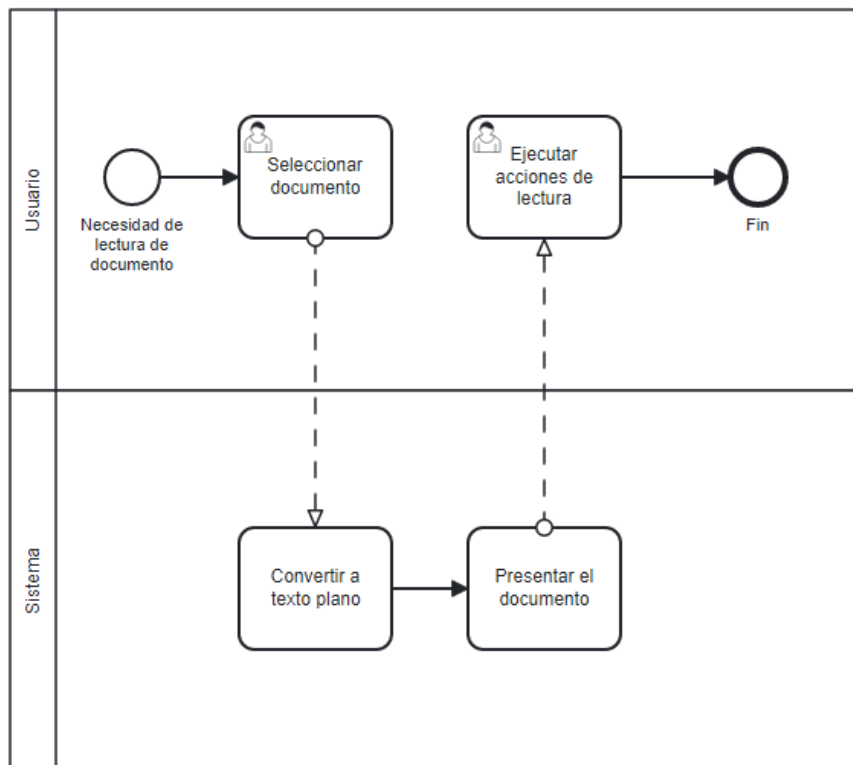 Usuario
Necesidad de
lectura de
documento
Seleccionar
documento
Ejecutar
acciones de
lectura
Fin
Sistema
Convertir a
texto plano
Presentar el
documento